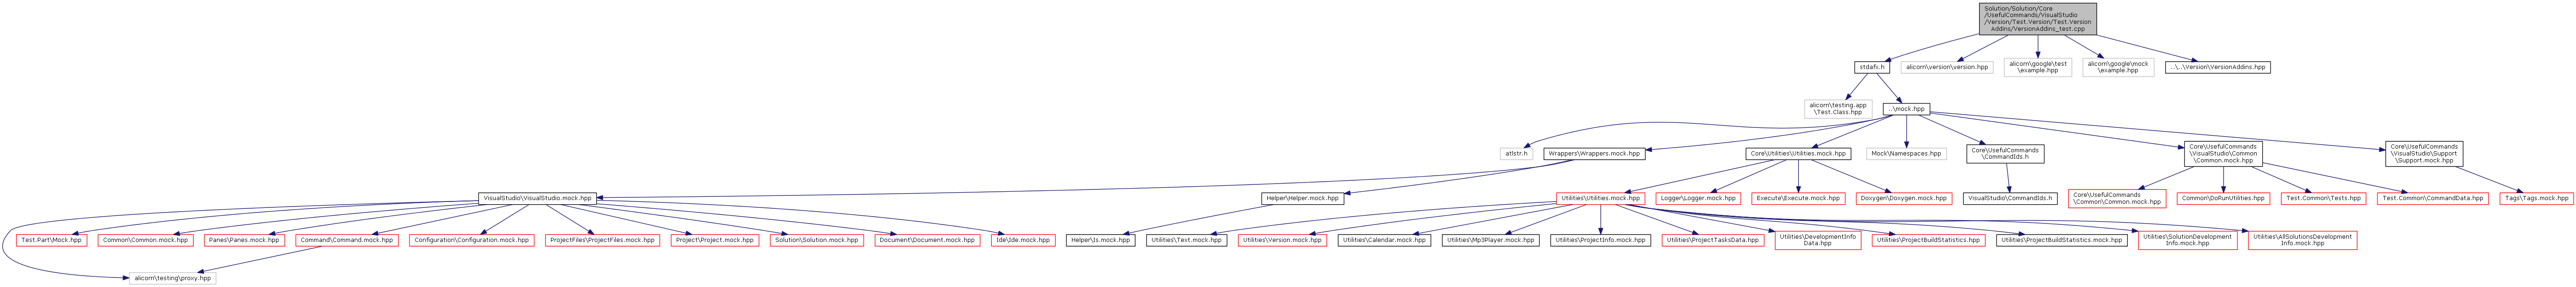 Solution/Solution/Core
/UsefulCommands/VisualStudio
/Version/Test.Version/Test.Version
Addins/VersionAddins_test.cpp
stdafx.h
alicorn\version\version.hpp
alicorn\google\test
\example.hpp
alicorn\google\mock
\example.hpp
..\..\Version\VersionAddins.hpp
alicorn\testing.app
\Test.Class.hpp
..\mock.hpp
atlstr.h
Wrappers\Wrappers.mock.hpp
Core\Utilities\Utilities.mock.hpp
Mock\Namespaces.hpp
Core\UsefulCommands
\CommandIds.h
Core\UsefulCommands
\VisualStudio\Common
\Common.mock.hpp
Core\UsefulCommands
\VisualStudio\Support
\Support.mock.hpp
VisualStudio\VisualStudio.mock.hpp
Helper\Helper.mock.hpp
Utilities\Utilities.mock.hpp
Logger\Logger.mock.hpp
Execute\Execute.mock.hpp
Doxygen\Doxygen.mock.hpp
VisualStudio\CommandIds.h
Core\UsefulCommands
\Common\Common.mock.hpp
Common\DoRunUtilities.hpp
Test.Common\Tests.hpp
Test.Common\CommandData.hpp
Tags\Tags.mock.hpp
Test.Part\Mock.hpp
Common\Common.mock.hpp
Panes\Panes.mock.hpp
Command\Command.mock.hpp
Configuration\Configuration.mock.hpp
ProjectFiles\ProjectFiles.mock.hpp
Project\Project.mock.hpp
Solution\Solution.mock.hpp
Document\Document.mock.hpp
Ide\Ide.mock.hpp
Helper\Is.mock.hpp
Utilities\Text.mock.hpp
Utilities\Version.mock.hpp
Utilities\Calendar.mock.hpp
Utilities\Mp3Player.mock.hpp
Utilities\ProjectInfo.mock.hpp
Utilities\ProjectTasksData.hpp
Utilities\DevelopmentInfo
Data.hpp
Utilities\ProjectBuildStatistics.hpp
Utilities\ProjectBuildStatistics.mock.hpp
Utilities\SolutionDevelopment
Info.mock.hpp
Utilities\AllSolutionsDevelopment
Info.mock.hpp
alicorn\testing\proxy.hpp